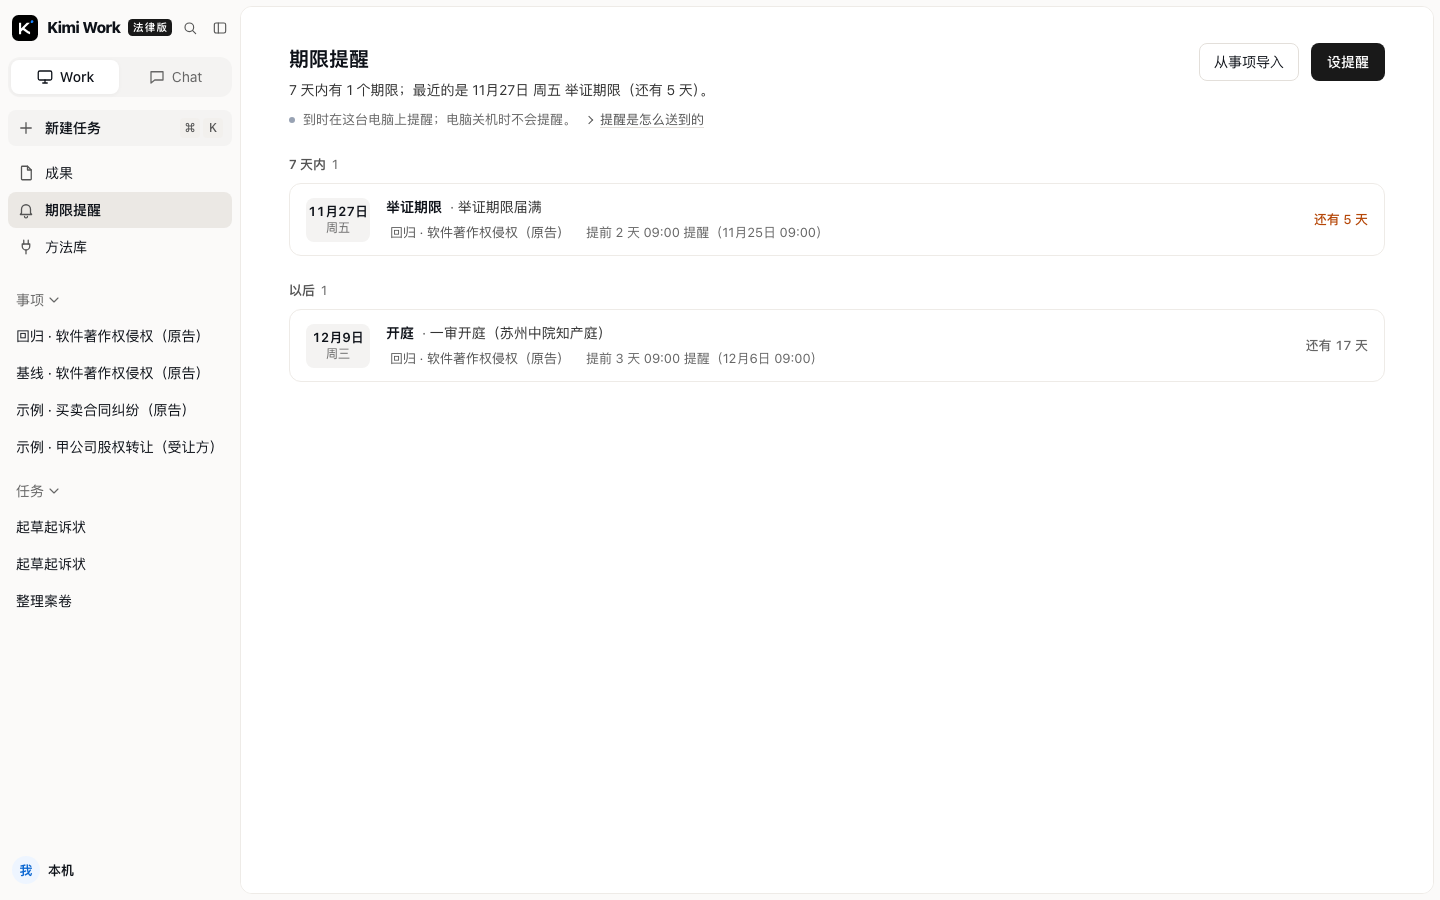 Kimi Work 法律版
Work Chat
新建任务 ⌘ K
成果
期限提醒
方法库
事项
回归 · 软件著作权侵权（原告）
基线 · 软件著作权侵权（原告）
示例 · 买卖合同纠纷（原告）
示例 · 甲公司股权转让（受让方）
任务
起草起诉状
起草起诉状
整理案卷
我 本机
期限提醒
从事项导入 设提醒
7 天内有 1 个期限；最近的是 11月27日 周五 举证期限（还有 5 天）。
到时在这台电脑上提醒；电脑关机时不会提醒。 提醒是怎么送到的
7 天内 1
11月27日
周五
举证期限 · 举证期限届满
回归 · 软件著作权侵权（原告） 提前 2 天 09:00 提醒（11月25日 09:00）
还有 5 天
以后 1
12月9日
周三
开庭 · 一审开庭（苏州中院知产庭）
回归 · 软件著作权侵权（原告） 提前 3 天 09:00 提醒（12月6日 09:00）
还有 17 天